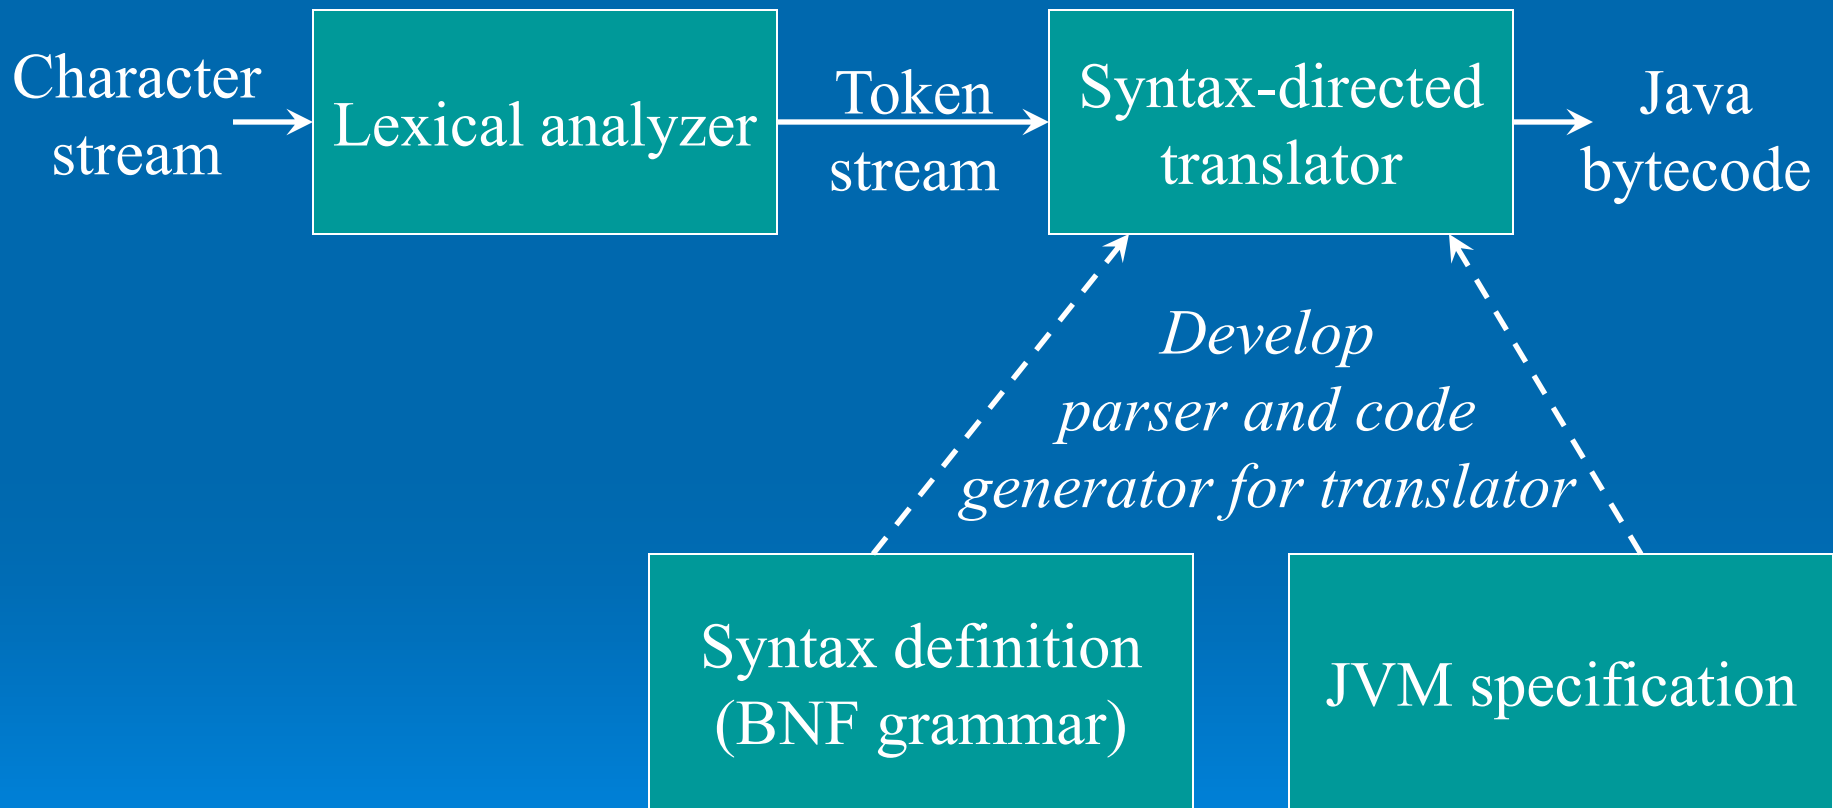 Character
stream
Lexical analyzer
Token
stream
Syntax-directed
translator
Java
bytecode
Develop
parser and code
generator for translator
Syntax definition
(BNF grammar)
JVM specification